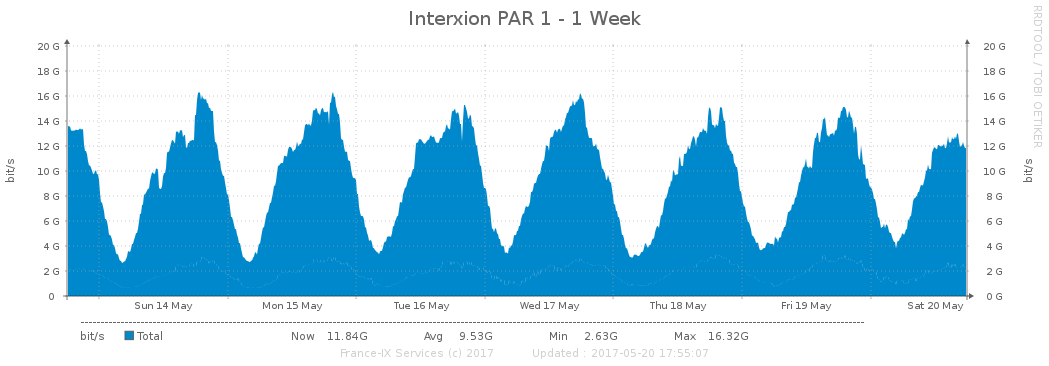 Interxion PAR 1 - 1 Week
RRDTOOL / TOBI OETIKER
20 G 20 G
18 G 18 G
16 G 16 G
14 G 14 G
12 G 12 G
10 G 10 G
8 G 8 G
6 G 6 G
4 G 4 G
2 G 2 G
0 0 G
bit/s
bit/s
Sun 14 May Mon 15 May Tue 16 May Wed 17 May Thu 18 May Fri 19 May Sat 20 May
bit/s Total Now 11.84G Avg 9.53G Min 2.63G Max 16.32G
France-IX Services (c) 2017 Updated : 2017-05-20 17:55:07